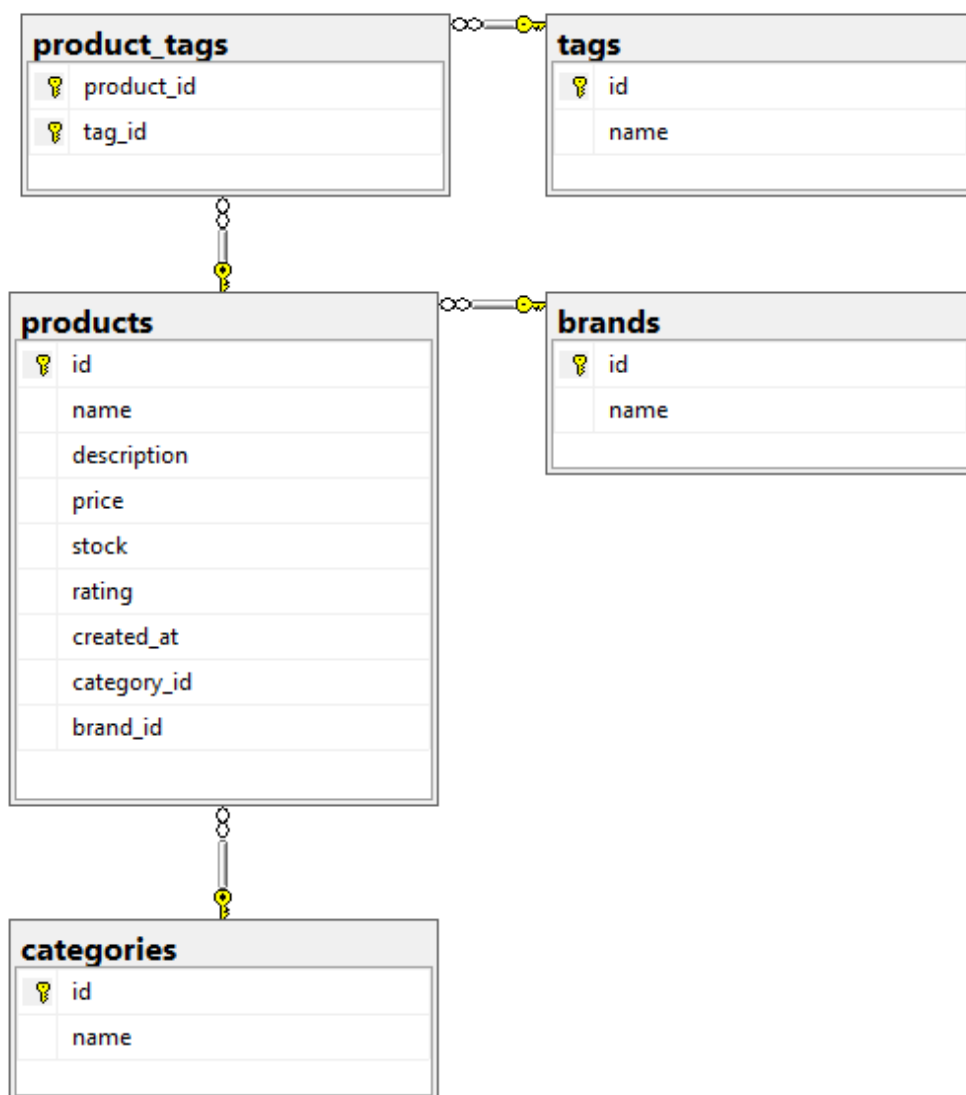 product_tags
product_id
tag_id
tags
id
name
products
id
name
description
price
stock
rating
created_at
category_id
brand_id
brands
id
name
categories
id
name